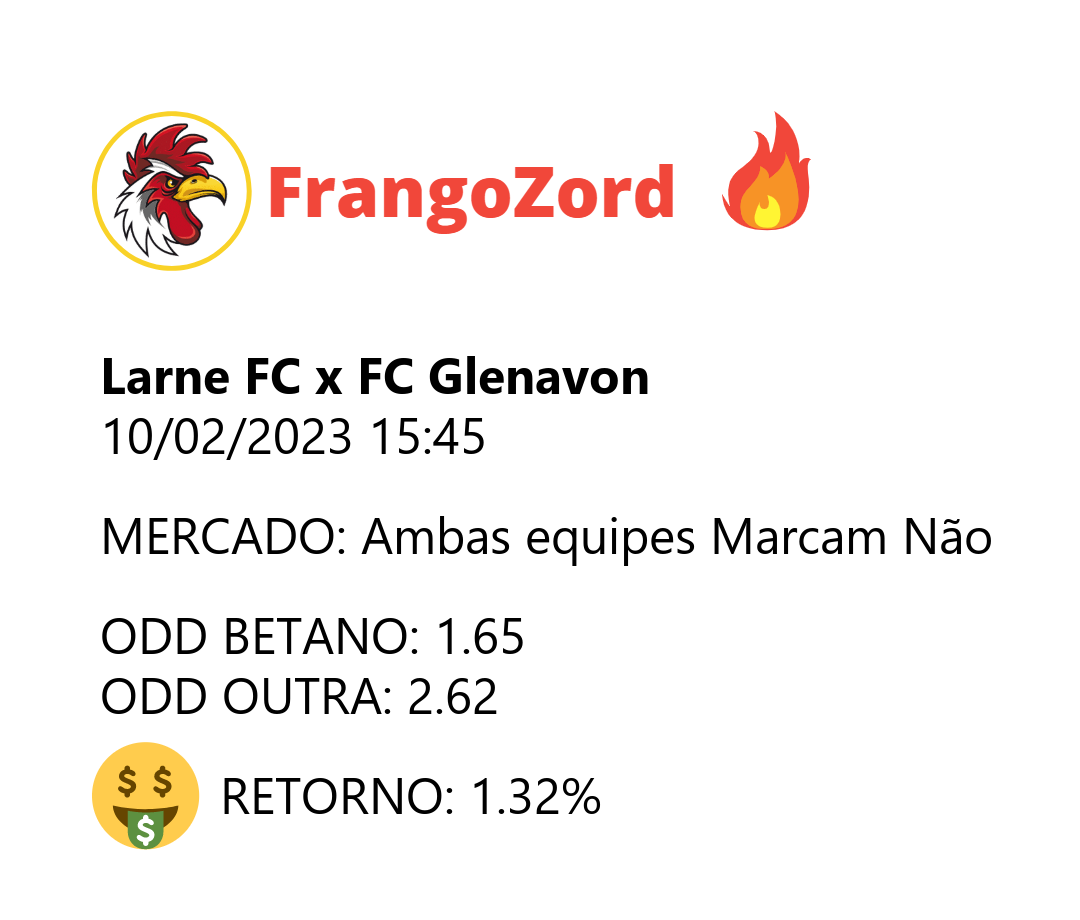 FrangoZord
Larne FC x FC Glenavon
10/02/2023 15:45
MERCADO: Ambas equipes Marcam Não
ODD BETANO: 1.65
ODD OUTRA: 2.62
RETORNO: 1.32%